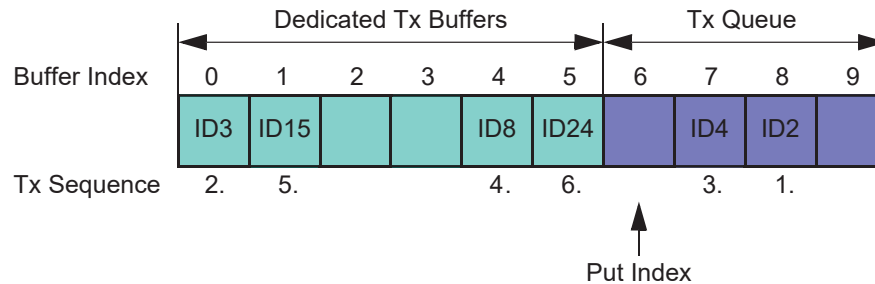 Dedicated Tx Buffers Tx Queue
Buffer Index 0 1 2 3 4 5 6 7 8 9
ID3 ID15 ID8 ID24 ID4 ID2
Tx Sequence 2. 5. 4. 6. 3. 1.
Put Index